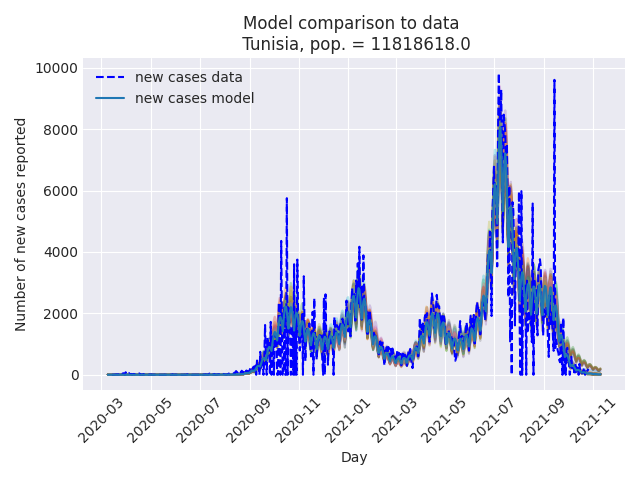 Model comparison to data
Tunisia, pop. = 11818618.0
new cases data
new cases model
Number of new cases reported
10000
8000
6000
4000
2000
0
2020-03
2020-05
2020-07
2020-09
2020-11
2021-01
2021-03
2021-05
2021-07
2021-09
2021-11
Day